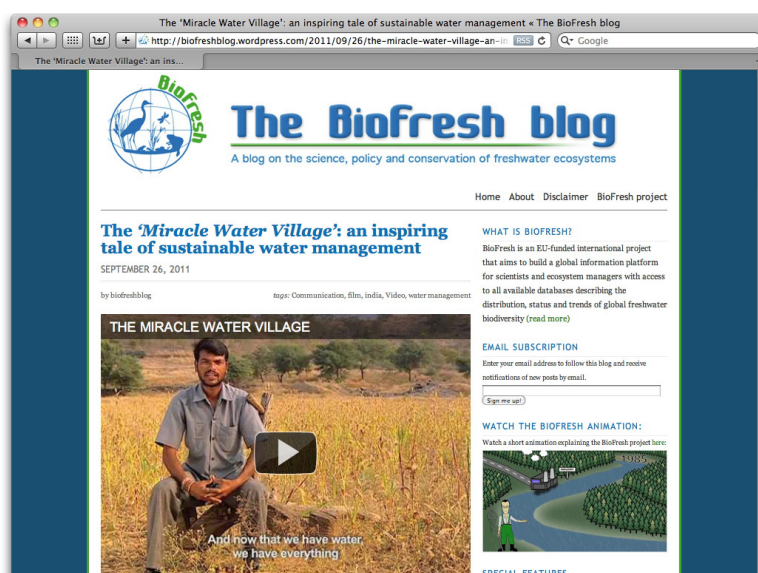 The ‘Miracle Water Village’: an inspiring tale of sustainable water management « The BioFresh blog
http://biofreshblog.wordpress.com/2011/09/26/the-miracle-water-village-an-in
RSS
Google
The ‘Miracle Water Village’: an ins...
BioFresh
The BioFresh blog
A blog on the science, policy and conservation of freshwater ecosystems
Home About Disclaimer BioFresh project
The ‘Miracle Water Village’: an inspiring
tale of sustainable water management
SEPTEMBER 26, 2011
by biofreshblog
tags: Communication, film, india, Video, water management
THE MIRACLE WATER VILLAGE
And now that we have water,
we have everything
WHAT IS BIOFRESH?
BioFresh is an EU-funded international project
that aims to build a global information platform
for scientists and ecosystem managers with access
to all available databases describing the
distribution, status and trends of global freshwater
biodiversity (read more)
EMAIL SUBSCRIPTION
Enter your email address to follow this blog and receive
notifications of new posts by email.
Sign me up!
WATCH THE BIOFRESH ANIMATION:
Watch a short animation explaining the BioFresh project here:
SPECIAL FEATURES